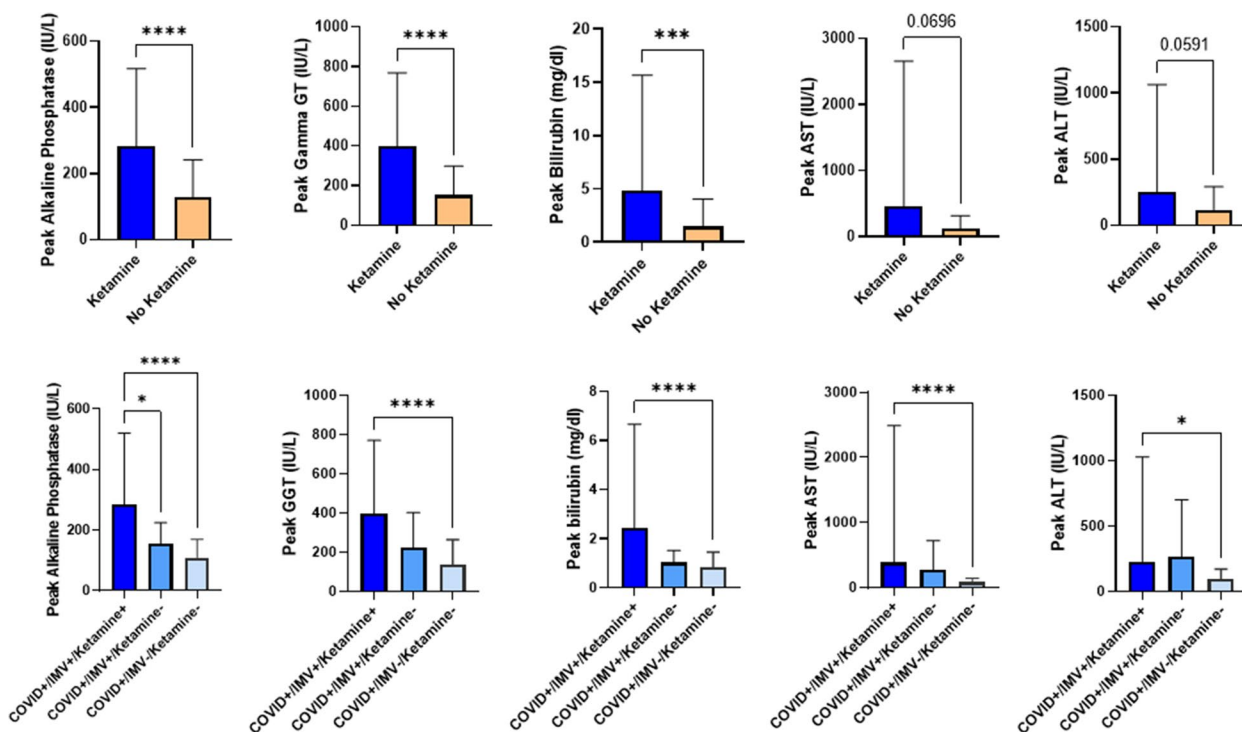 Peak Alkaline Phosphatase (IU/L)
600
400
200
0
****
Ketamine
No Ketamine
Peak Gamma GT (IU/L)
1000
800
600
400
200
0
****
Ketamine
No Ketamine
Peak Bilirubin (mg/dl)
20
15
10
5
0
***
Ketamine
No Ketamine
Peak AST (IU/L)
3000
2000
1000
0
0.0696
Ketamine
No Ketamine
Peak ALT (IU/L)
1500
1000
500
0
0.0591
Ketamine
No Ketamine
Peak Alkaline Phosphatase (IU/L)
600
400
200
0
****
*
COVID+/IMV+/Ketamine+
COVID+/IMV+/Ketamine-
COVID+/IMV-/Ketamine-
Peak GGT (IU/L)
1000
800
600
400
200
0
****
COVID+/IMV+/Ketamine+
COVID+/IMV+/Ketamine-
COVID+/IMV-/Ketamine-
Peak bilirubin (mg/dl)
8
6
4
2
0
****
COVID+/IMV+/Ketamine+
COVID+/IMV+/Ketamine-
COVID+/IMV-/Ketamine-
Peak AST (IU/L)
3000
2000
1000
0
****
COVID+/IMV+/Ketamine+
COVID+/IMV+/Ketamine-
COVID+/IMV-/Ketamine-
Peak ALT (IU/L)
1500
1000
500
0
*
COVID+/IMV+/Ketamine+
COVID+/IMV+/Ketamine-
COVID+/IMV-/Ketamine-